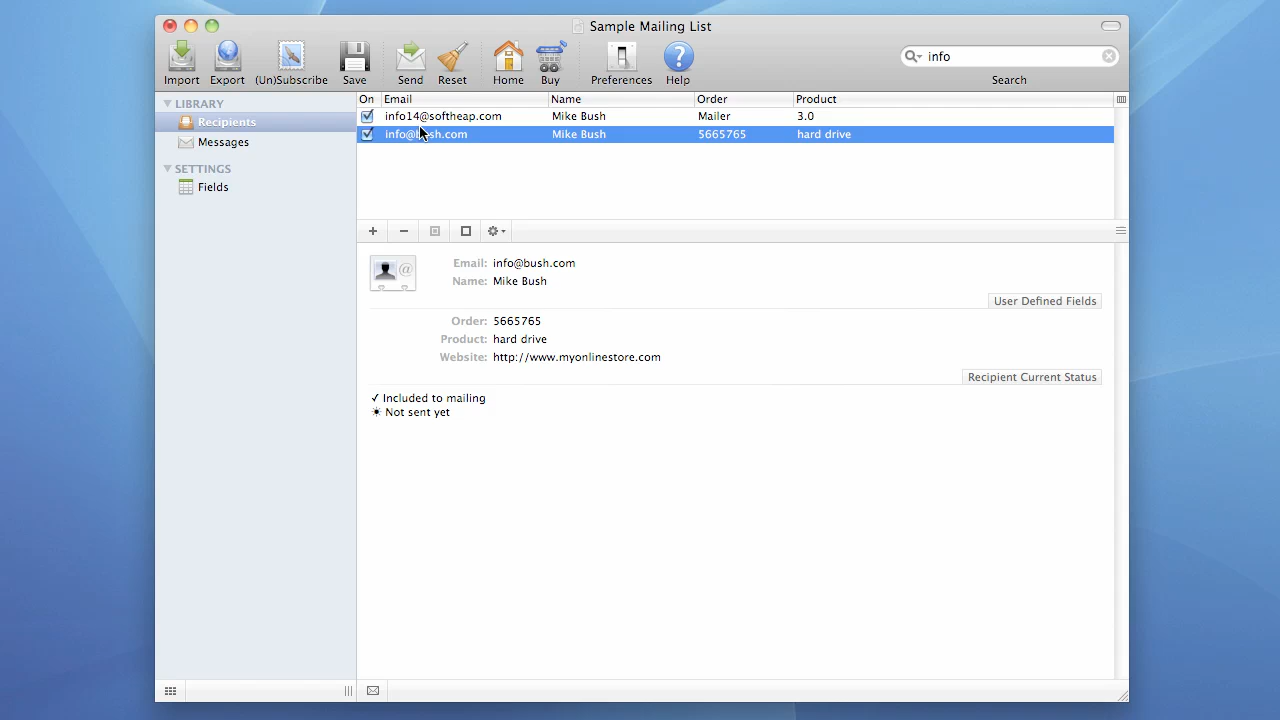 Sample Mailing List
Import Export (Un)Subscribe Save Send Reset Home Buy Preferences Help
info
Search
LIBRARY
Recipients
Messages
SETTINGS
Fields
On Email Name Order Product
info14@softheap.com Mike Bush Mailer 3.0
info@bush.com Mike Bush 5665765 hard drive
Email: info@bush.com
Name: Mike Bush
User Defined Fields
Order: 5665765
Product: hard drive
Website: http://www.myonlinestore.com
Recipient Current Status
✓ Included to mailing
☀ Not sent yet